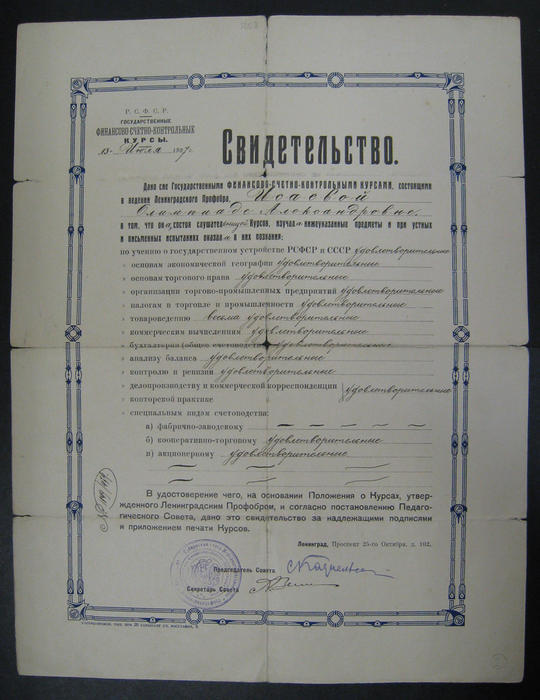 Р. С. Ф. С. Р.
ГОСУДАРСТВЕННЫЕ
ФИНАНСОВО-СЧЕТНО-КОНТРОЛЬНЫЕ
КУРСЫ.
13 Июля 1927 г.
Свидетельство.
Дано сие Государственными ФИНАНСОВО-СЧЕТНО-КОНТРОЛЬНЫМИ КУРСАМИ, состоящими
в ведении Ленинградского Профобра, Исаовой
Олимпиаде Александровне
в том, что она, состоя слушательницей Курсов, изучала нижеуказанные предметы и при устных
и письменных испытаниях оказала в них познания:
по учению о государственном устройстве РСФСР и СССР удовлетворительные
» основам экономической географии удовлетворительные
» основам торгового права удовлетворительные
» организации торгово-промышленных предприятий удовлетворительные
» налогам в торговле и промышленности удовлетворительные
» товароведению весьма удовлетворительные
» коммерческим вычислениям удовлетворительные
» бухгалтерии (общее счетоводство) удовлетворительные
» анализу баланса удовлетворительные
» контролю и ревизии удовлетворительные
» делопроизводству и коммерческой корреспонденции удовлетворительные
» конторской практике
» специальным видам счетоводства:
а) фабрично-заводскому — — — —
б) кооперативно-торговому удовлетворительные
в) акционерному удовлетворительные
В удостоверение чего, на основании Положения о Курсах, утвержденного
Ленинградским Профобром, и согласно постановлению Педагогического
Совета, дано это свидетельство за надлежащими подписями
и приложением печати Курсов.
Ленинград, Проспект 25-го Октября, д. 102.
Председатель Совета
Секретарь Совета